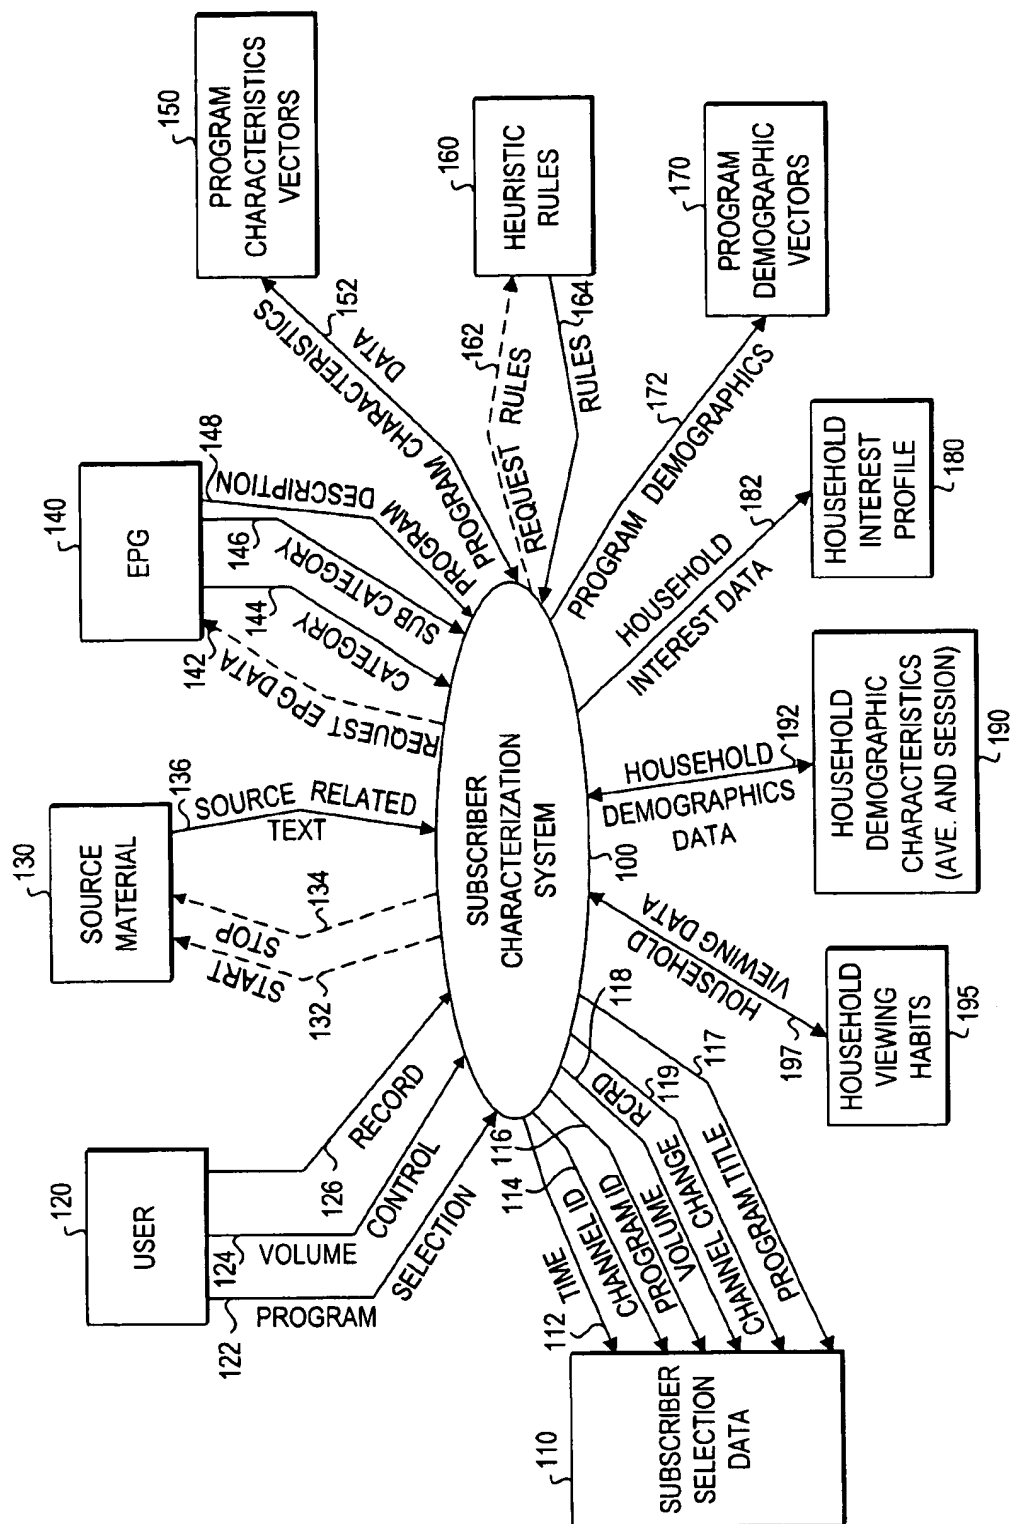 120
USER
122
PROGRAM
SELECTION
124
VOLUME
CONTROL
126
RECORD
130
SOURCE
MATERIAL
START
132
STOP
134
136
SOURCE RELATED
TEXT
140
EPG
142
REQUEST EPG DATA
144
CATEGORY
146
SUB CATEGORY
148
PROGRAM DESCRIPTION
150
PROGRAM
CHARACTERISTICS
VECTORS
152
PROGRAM CHARACTERISTICS
DATA
160
HEURISTIC
RULES
162
REQUEST RULES
RULES
164
170
PROGRAM
DEMOGRAPHIC
VECTORS
172
PROGRAM DEMOGRAPHICS
SUBSCRIBER
CHARACTERIZATION
SYSTEM
100
110
SUBSCRIBER
SELECTION
DATA
112
TIME
114
CHANNEL ID
116
PROGRAM ID
VOLUME
118
RCRD
119
CHANNEL CHANGE
117
PROGRAM TITLE
HOUSEHOLD
VIEWING DATA
197
HOUSEHOLD
VIEWING
HABITS
195
HOUSEHOLD
DEMOGRAPHICS
DATA
192
HOUSEHOLD
DEMOGRAPHIC
CHARACTERISTICS
(AVE. AND SESSION)
190
HOUSEHOLD
INTEREST DATA
182
HOUSEHOLD
INTEREST
PROFILE
180